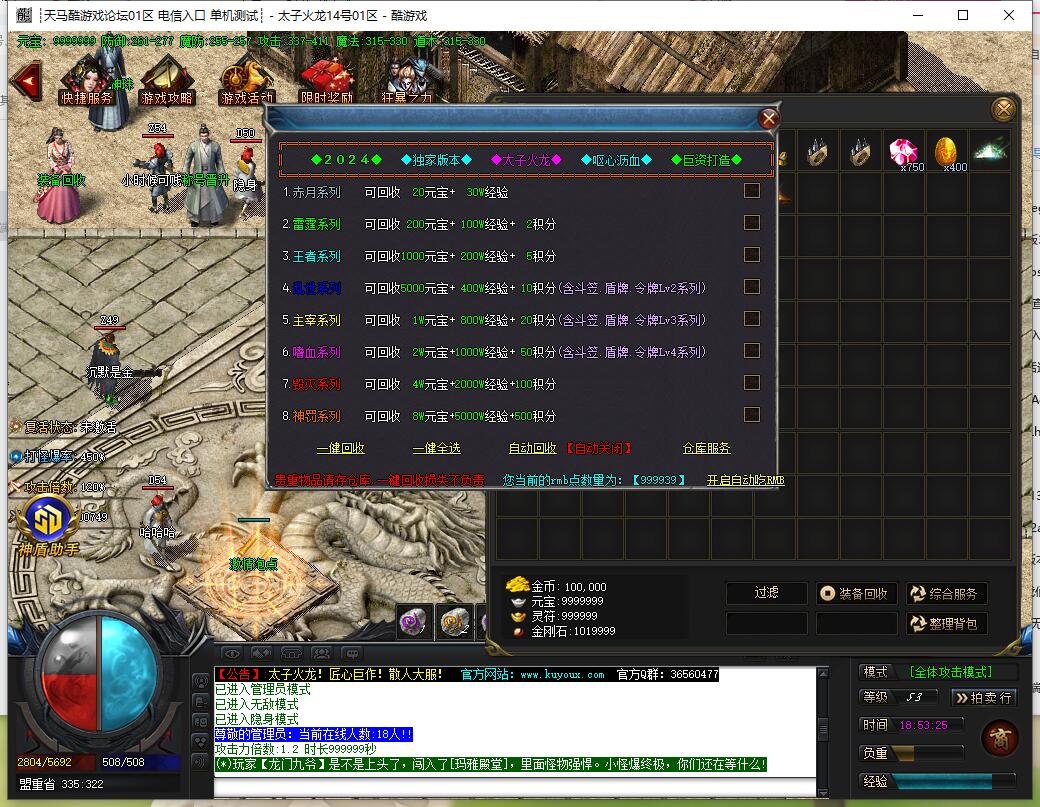 天马酷游戏论坛01区 电信入口 单机测试 - 太子火龙14号01区 - 酷游戏
元宝: 9999999 防御:261-277 魔防:255-257 攻击:337-411 魔法:315-330 道术:315-330
快捷服务 游戏攻略 游戏活动 限时奖励 狂暴之力
Z54 D50
装备回收 小时候可贱 称号晋升 隐身
Z49
沉默是金
复活状态:未激活
打怪爆率:450%
攻击倍数:120%
D54
J0749
哈哈哈
神盾助手
激情泡点
◆2024◆ ◆独家版本◆ ◆太子火龙◆ ◆呕心沥血◆ ◆巨资打造◆
1.赤月系列 可回收 20元宝+ 30W经验
2.雷霆系列 可回收 200元宝+ 100W经验+ 2积分
3.王者系列 可回收1000元宝+ 200W经验+ 5积分
4.乱世系列 可回收5000元宝+ 400W经验+ 10积分(含斗笠.盾牌.令牌Lv2系列)
5.主宰系列 可回收 1W元宝+ 800W经验+ 20积分(含斗笠.盾牌.令牌Lv3系列)
6.嗜血系列 可回收 2W元宝+1000W经验+ 50积分(含斗笠.盾牌.令牌Lv4系列)
7.毁灭系列 可回收 4W元宝+2000W经验+100积分
8.神罚系列 可回收 8W元宝+5000W经验+500积分
一健回收 一健全选 自动回收 【自动关闭】 仓库服务
贵重物品请存仓库.一健回收损失不负责 您当前的rmb点数量为: 【999939】 开启自动吃RMB
x750 x400
金币: 100,000
元宝:9999999
灵符:999999
金刚石:1019999
过滤 装备回收 综合服务
整理背包
【公告】太子火龙！匠心巨作！散人大服！ 官方网站：www.kuyoux.com 官方Q群：36560477
已进入管理员模式
已进入无敌模式
已进入隐身模式
尊敬的管理员：当前在线人数:18人!!
攻击力倍数:1.2 时长999999秒
(*)玩家【龙门九爷】是不是上头了，闯入了[玛雅殿堂]，里面怪物强悍。小怪爆终极，你们还在等什么!
2804/5692 508/508
盟重省 335:322
模式 [全体攻击模式]
等级 53 拍卖行
时间 18:53:25
负重 商
经验